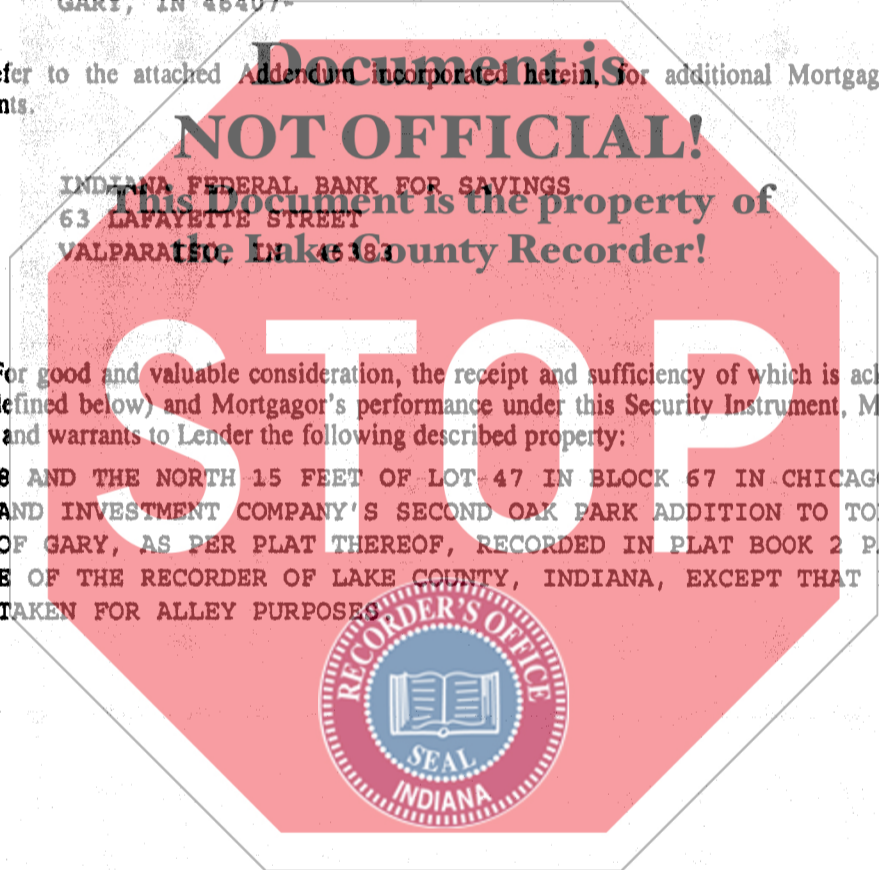 GARY, IN 46407-
efer to the attached Addendum incorporated herein, for additional Mortgag
nts.
Document is
NOT OFFICIAL!
This Document is the property of
the Lake County Recorder!
INDIANA FEDERAL BANK FOR SAVINGS
63 LAFAYETTE STREET
VALPARAISO, IN 46383
STOP
For good and valuable consideration, the receipt and sufficiency of which is ack
efined below) and Mortgagor's performance under this Security Instrument, M
and warrants to Lender the following described property:
8 AND THE NORTH 15 FEET OF LOT 47 IN BLOCK 67 IN CHICAGO
AND INVESTMENT COMPANY'S SECOND OAK PARK ADDITION TO TO
OF GARY, AS PER PLAT THEREOF, RECORDED IN PLAT BOOK 2 P
E OF THE RECORDER OF LAKE COUNTY, INDIANA, EXCEPT THAT
TAKEN FOR ALLEY PURPOSES.
RECORDER'S OFFICE
SEAL
INDIANA